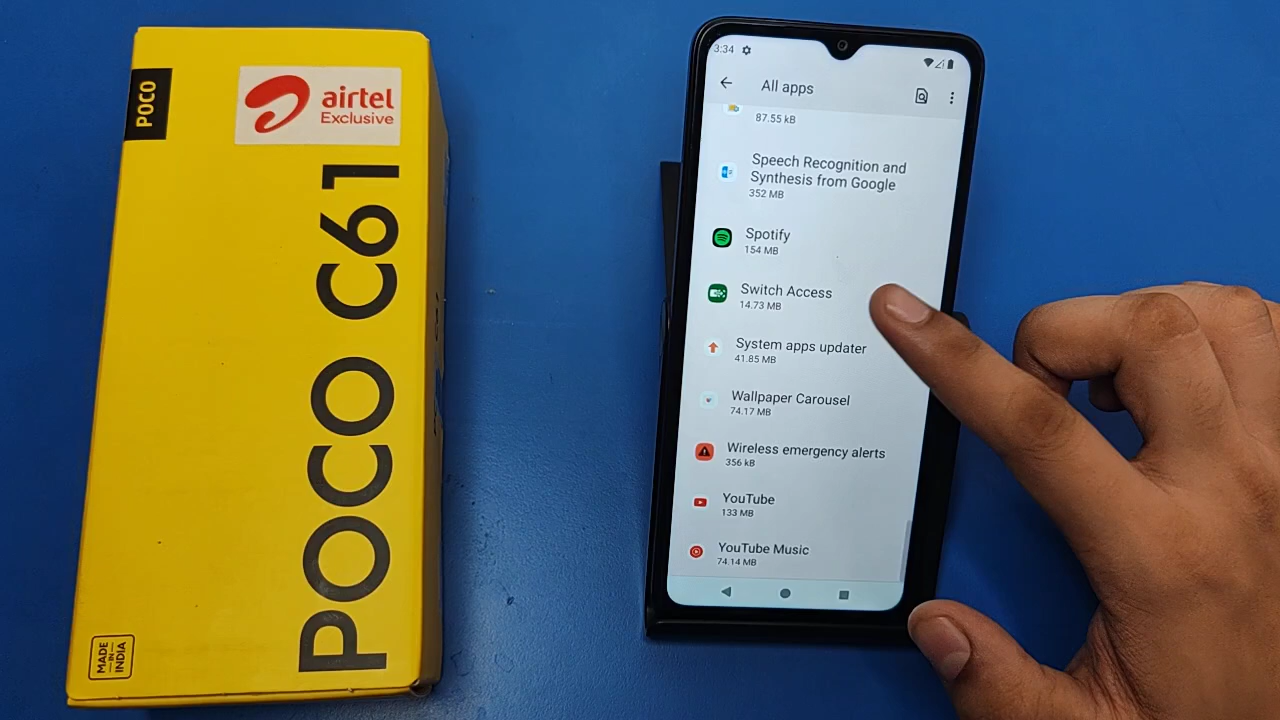 POCO
airtel
Exclusive
POCO C61
MADE
IN
INDIA
3:34
All apps
87.55 kB
Speech Recognition and
Synthesis from Google
352 MB
Spotify
154 MB
Switch Access
14.73 MB
System apps updater
41.85 MB
Wallpaper Carousel
74.17 MB
Wireless emergency alerts
356 kB
YouTube
133 MB
YouTube Music
74.14 MB